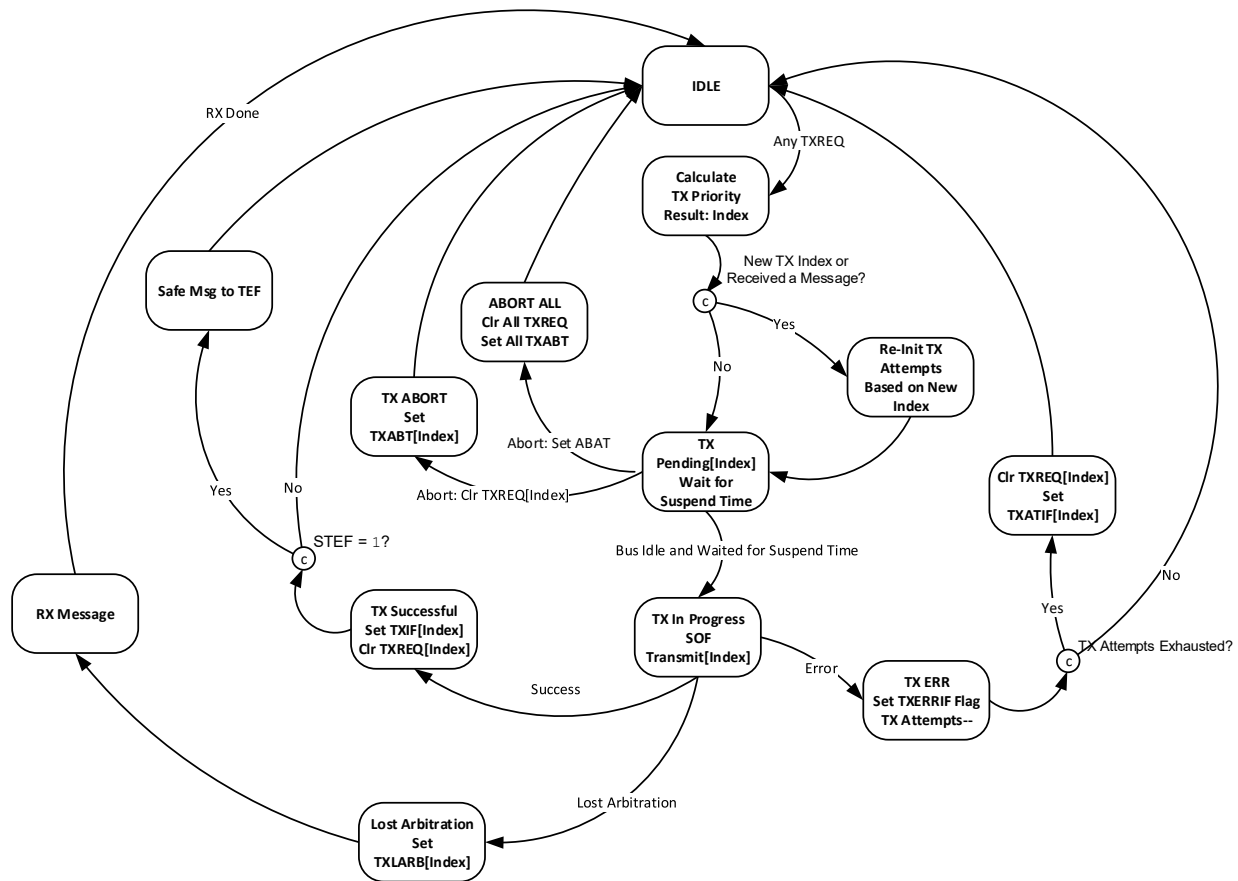 IDLE
RX Done
Any TXREQ
Calculate
TX Priority
Result: Index
New TX Index or
Received a Message?
Safe Msg to TEF
ABORT ALL
Clr All TXREQ
Set All TXABT
c
Yes
No
Re-Init TX
Attempts
Based on New
Index
TX ABORT
Set
TXABT[Index]
Abort: Set ABAT
TX
Pending[Index]
Wait for
Suspend Time
Abort: Clr TXREQ[Index]
Clr TXREQ[Index]
Set
TXATIF[Index]
Yes
No
STEF = 1?
c
Bus Idle and Waited for Suspend Time
No
Yes
RX Message
TX Successful
Set TXIF[Index]
Clr TXREQ[Index]
TX In Progress
SOF
Transmit[Index]
TX Attempts Exhausted?
c
Error
TX ERR
Set TXERRIF Flag
TX Attempts--
Success
Lost Arbitration
Lost Arbitration
Set
TXLARB[Index]